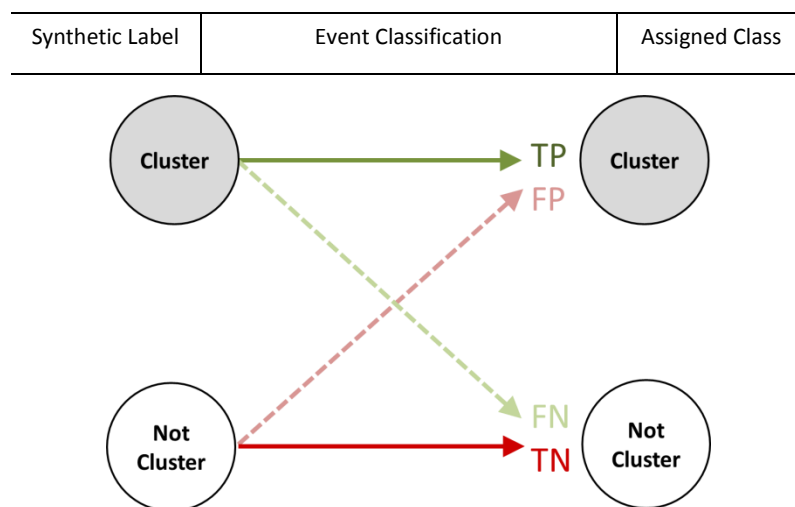 Synthetic Label Event Classification Assigned Class
Cluster TP Cluster
FP
FN
Not Cluster TN Not Cluster